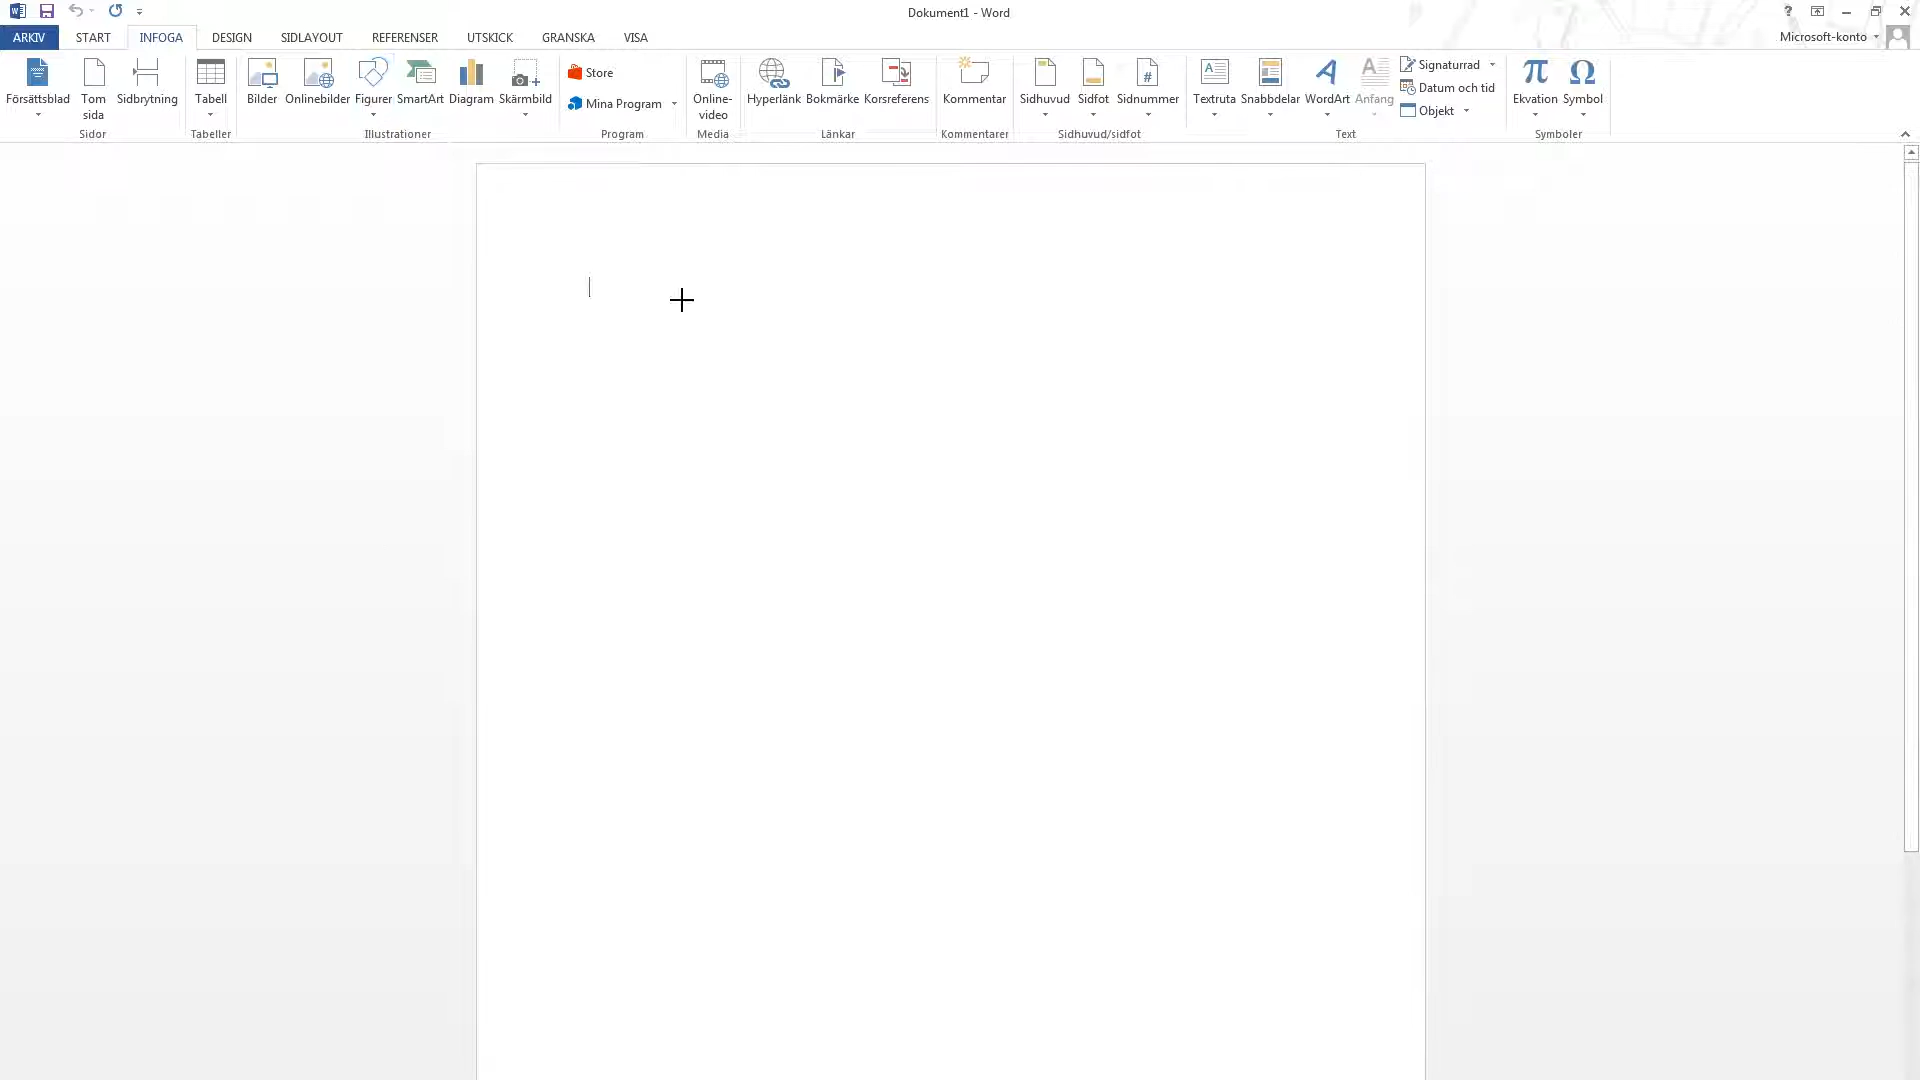 Dokument1 - Word
Microsoft-konto
ARKIV START INFOGA DESIGN SIDLAYOUT REFERENSER UTSKICK GRANSKA VISA
Försättsblad
Tom
sida
Sidbrytning
Sidor
Tabell
Tabeller
Bilder
Onlinebilder
Figurer
SmartArt
Diagram
Skärmbild
Illustrationer
Store
Mina Program
Program
Online-
video
Media
Hyperlänk
Bokmärke
Korsreferens
Länkar
Kommentar
Kommentarer
Sidhuvud
Sidfot
Sidnummer
Sidhuvud/sidfot
Textruta
Snabbdelar
WordArt
Anfang
Signaturrad
Datum och tid
Objekt
Text
Ekvation
Symbol
Symboler